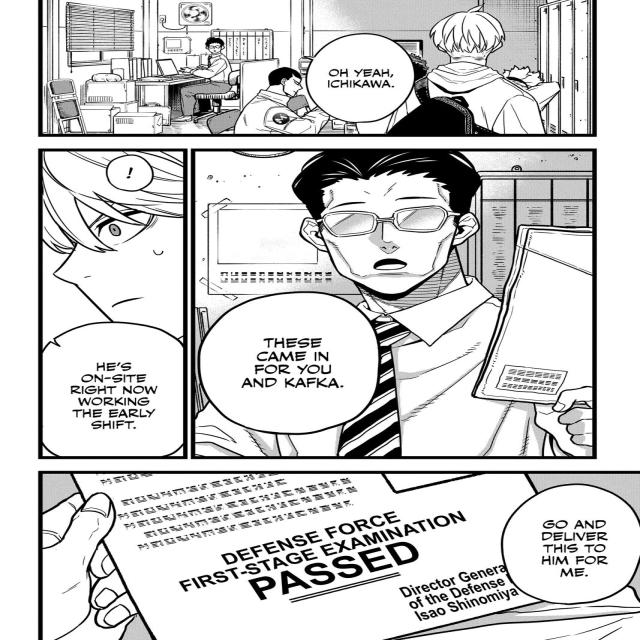 OH YEAH,
ICHIKAWA.
!
THESE
CAME IN
FOR YOU
AND KAFKA.
HE'S
ON-SITE
RIGHT NOW
WORKING
THE EARLY
SHIFT.
DEFENSE FORCE
FIRST-STAGE EXAMINATION
PASSED
Director General
of the Defense
Isao Shinomiya
GO AND
DELIVER
THIS TO
HIM FOR
ME.